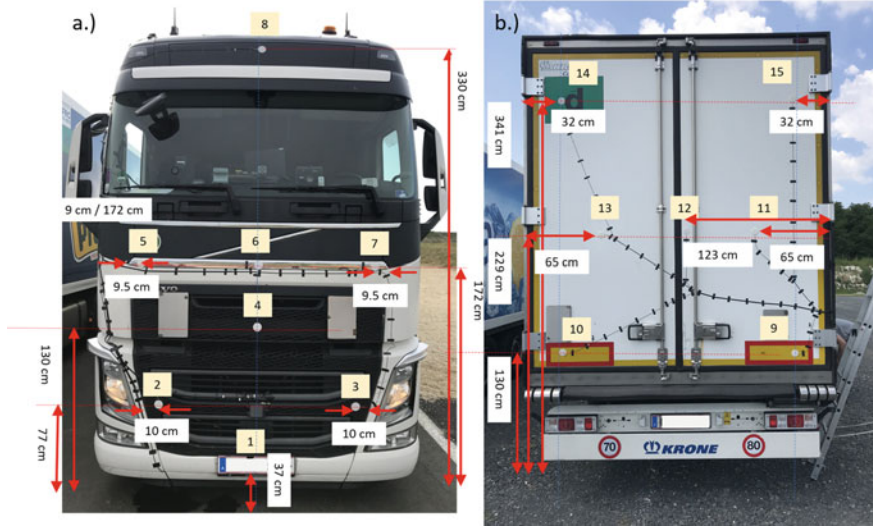 a.)
8
330 cm
9 cm / 172 cm
5
6
7
9.5 cm
9.5 cm
4
172 cm
130 cm
2
3
10 cm
10 cm
1
77 cm
37 cm
b.)
14
15
d
341 cm
32 cm
32 cm
13
12
11
65 cm
123 cm
65 cm
229 cm
10
9
130 cm
70
KRONE
80